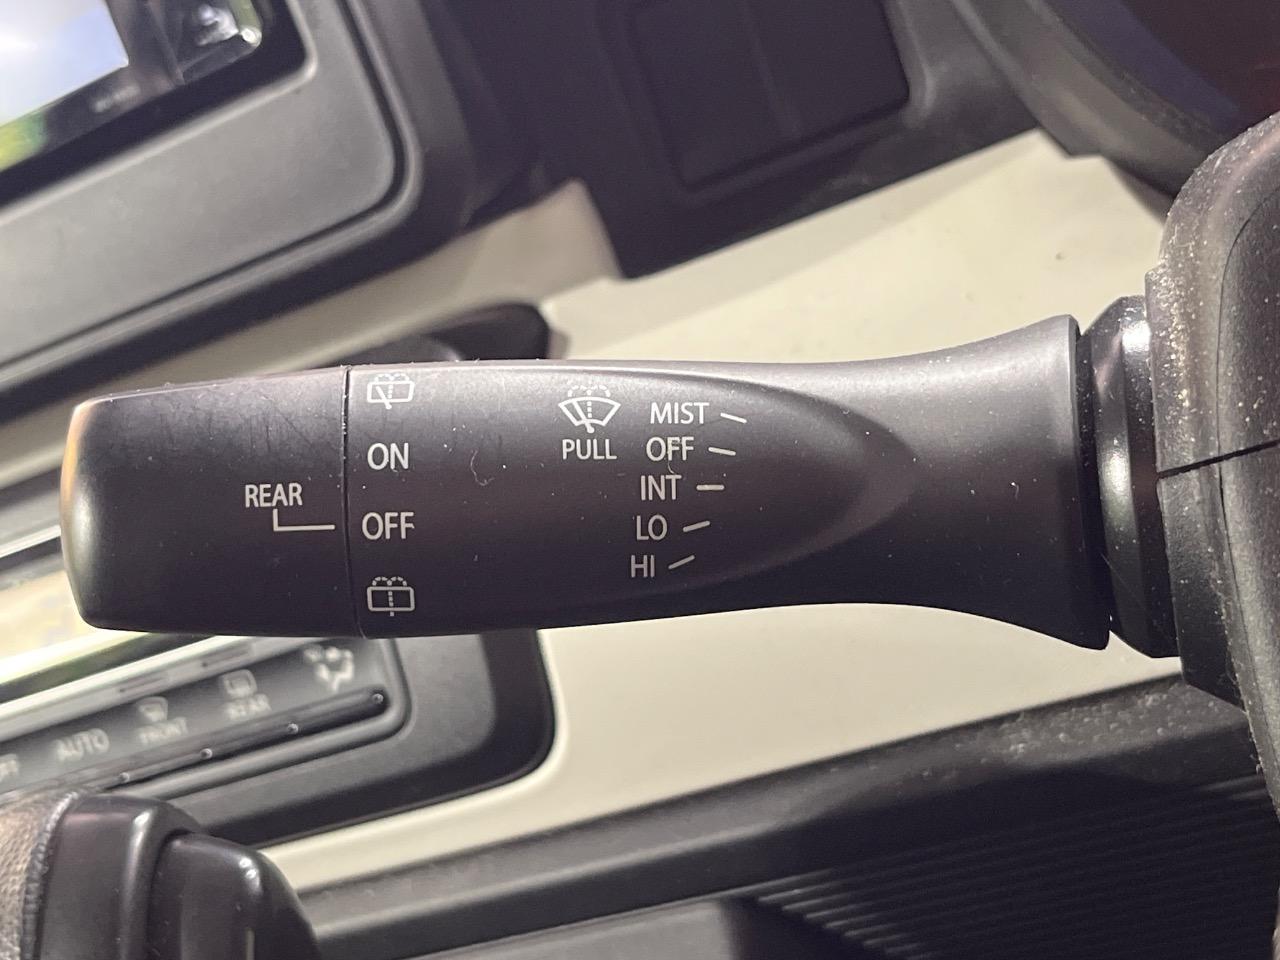 MIST
PULL
OFF
ON
INT
REAR
OFF
LO
HI
REAR
FRONT
AUTO